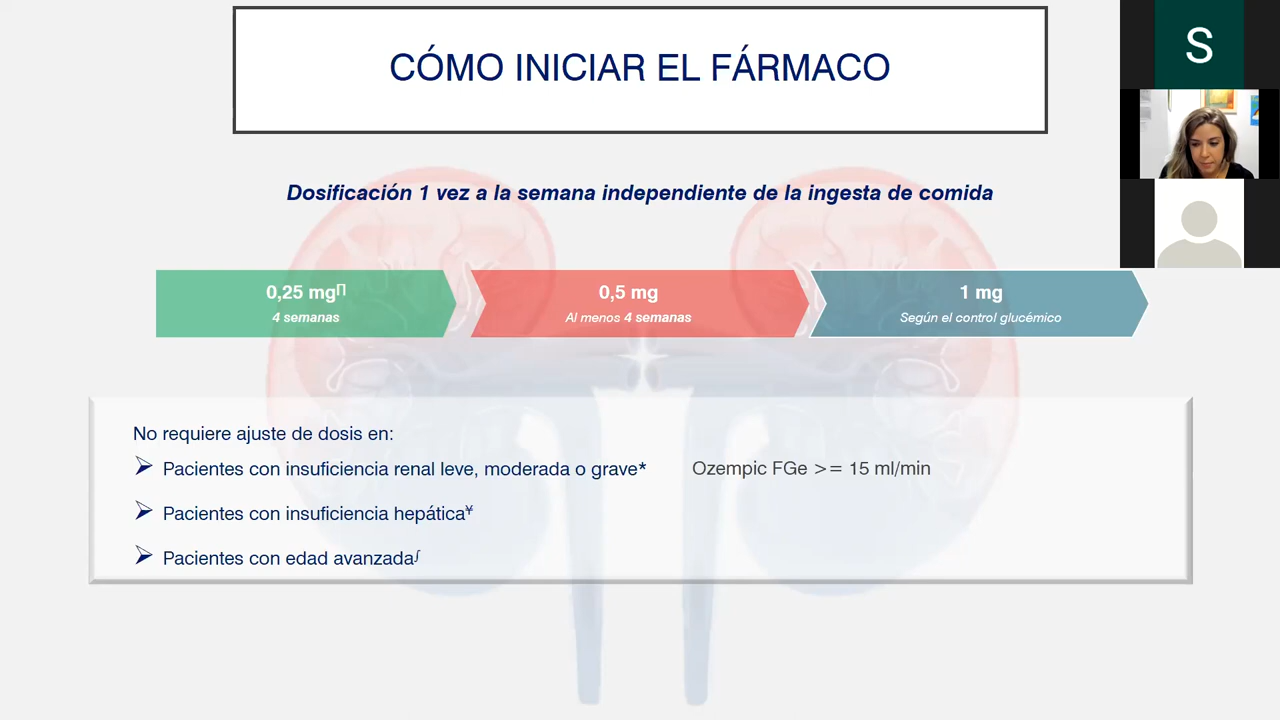 CÓMO INICIAR EL FÁRMACO
S
Dosificación 1 vez a la semana independiente de la ingesta de comida
0,25 mg∏
4 semanas
0,5 mg
Al menos 4 semanas
1 mg
Según el control glucémico
No requiere ajuste de dosis en:
➢ Pacientes con insuficiencia renal leve, moderada o grave* Ozempic FGe >= 15 ml/min
➢ Pacientes con insuficiencia hepática¥
➢ Pacientes con edad avanzada∫